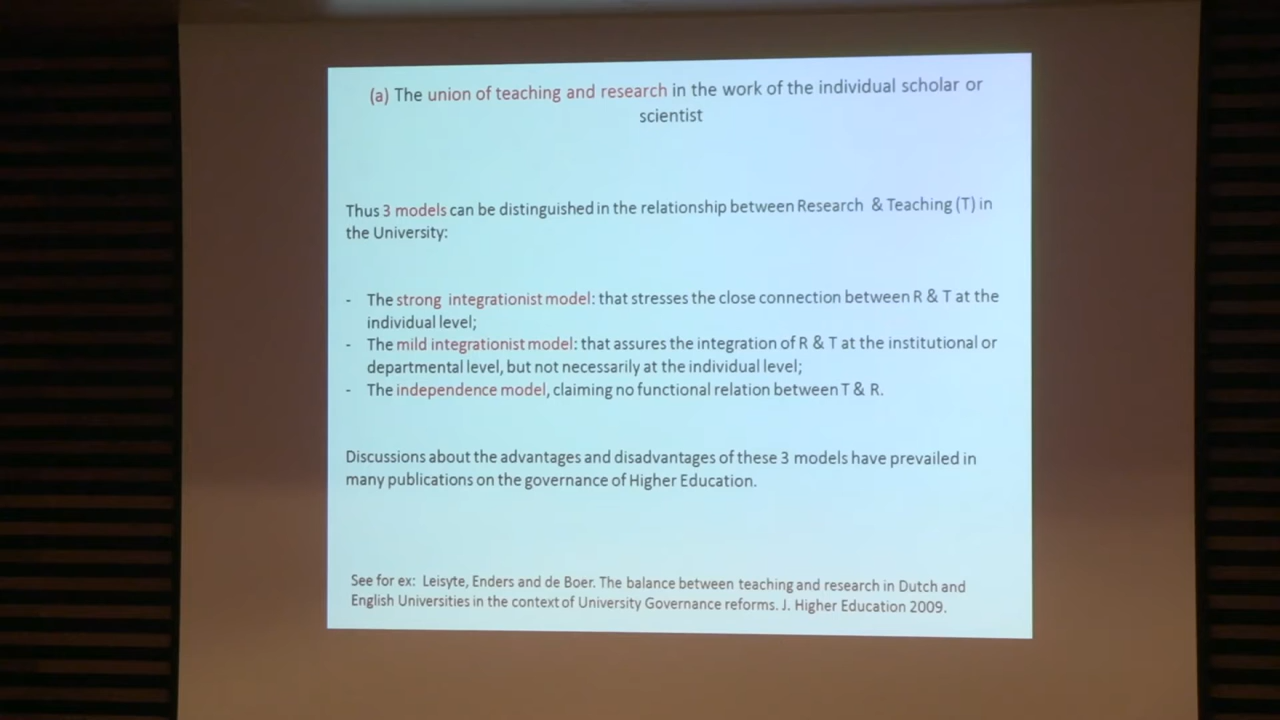 (a) The union of teaching and research in the work of the individual scholar or
scientist
Thus 3 models can be distinguished in the relationship between Research & Teaching (T) in
the University:
- The strong integrationist model: that stresses the close connection between R & T at the
individual level;
- The mild integrationist model: that assures the integration of R & T at the institutional or
departmental level, but not necessarily at the individual level;
- The independence model, claiming no functional relation between T & R.
Discussions about the advantages and disadvantages of these 3 models have prevailed in
many publications on the governance of Higher Education.
See for ex: Leisyte, Enders and de Boer. The balance between teaching and research in Dutch and
English Universities in the context of University Governance reforms. J. Higher Education 2009.